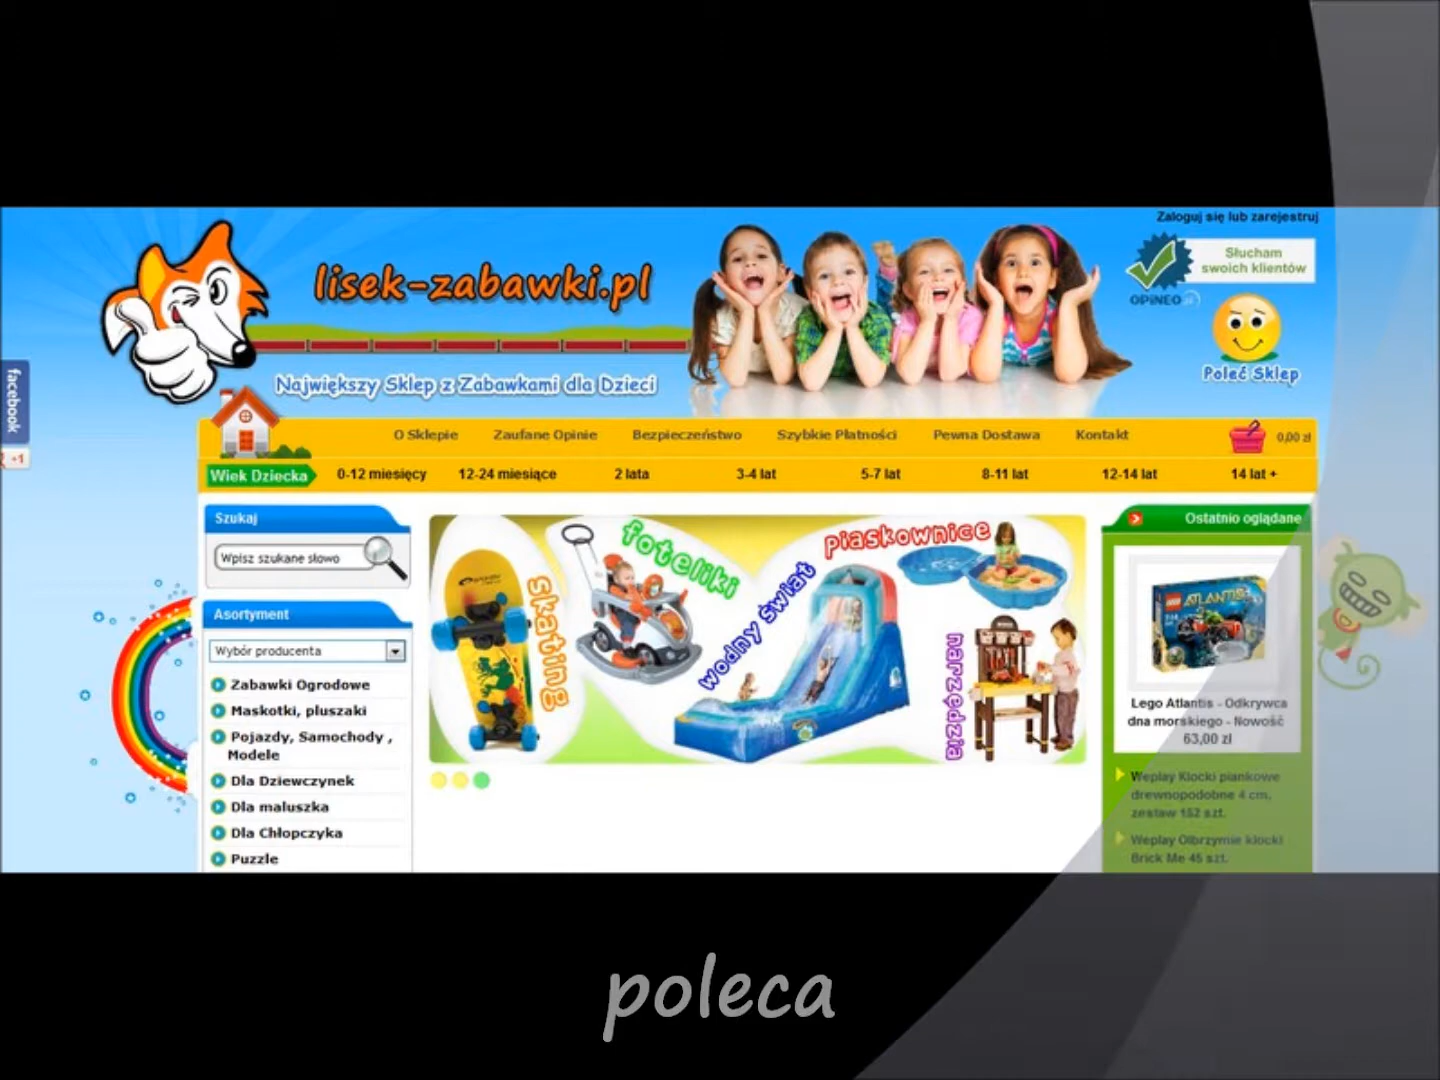 Zaloguj się lub zarejestruj
lisek-zabawki.pl
Słucham
swoich klientów
OPINEO
Największy Sklep z Zabawkami dla Dzieci
Poleć Sklep
facebook
+1
O Sklepie Zaufane Opinie Bezpieczeństwo Szybkie Płatności Pewna Dostawa Kontakt 0,00 zł
Wiek Dziecka 0-12 miesięcy 12-24 miesiące 2 lata 3-4 lat 5-7 lat 8-11 lat 12-14 lat 14 lat +
Szukaj
Wpisz szukane słowo
Asortyment
Wybór producenta
Zabawki Ogrodowe
Maskotki, pluszaki
Pojazdy, Samochody ,
Modele
Dla Dziewczynek
Dla maluszka
Dla Chłopczyka
Puzzle
skating
foteliki
wodny świat
piaskownice
narzędzia
Ostatnio oglądane
LEGO ATLANTIS
Lego Atlantis - Odkrywca
dna morskiego - Nowość
63,00 zł
Weplay Klocki piankowe
drewnopodobne 4 cm,
zestaw 152 szt.
Weplay Olbrzymie klocki
Brick Me 45 szt.
poleca